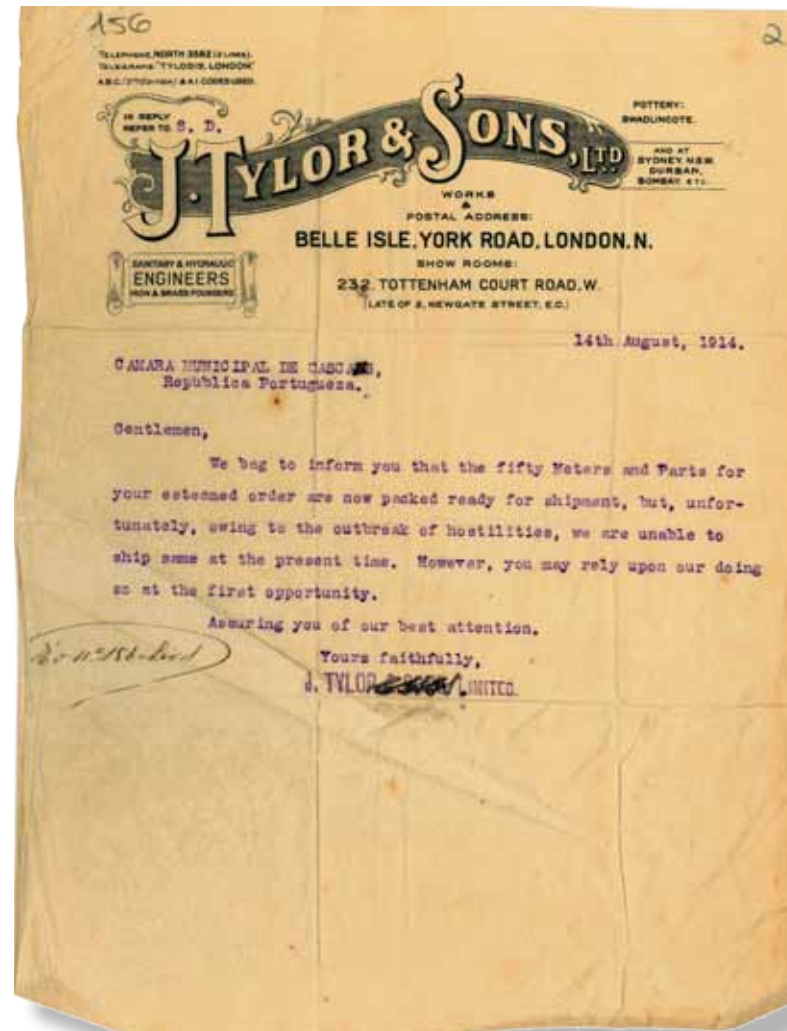 156
2
TELEPHONE, NORTH 3582 (2 LINES).
TELEGRAMS "TYLOSIS, LONDON"
A.B.C. (5TH EDITION) & A.I. CODES USED.
IN REPLY
REFER TO S. D.
POTTERY:
SWADLINCOTE.
AND AT
SYDNEY, N.S.W.
DURBAN,
BOMBAY, ETC.
J. TYLOR & SONS, LTD
WORKS
&
POSTAL ADDRESS:
BELLE ISLE, YORK ROAD, LONDON, N.
SHOW ROOMS:
232, TOTTENHAM COURT ROAD, W.
(LATE OF 2, NEWGATE STREET, E.C.)
SANITARY & HYDRAULIC
ENGINEERS
IRON & BRASS FOUNDERS
14th August, 1914.
CAMARA MUNICIPAL DE
Republica Portugueza.
Gentlemen,
We beg to inform you that the fifty Meters and Parts for
your esteemed order are now packed ready for shipment, but, unfor-
tunately, owing to the outbreak of hostilities, we are unable to
ship same at the present time. However, you may rely upon our doing
so at the first opportunity.
Assuring you of our best attention.
Yours faithfully,
J. TYLOR LIMITED.